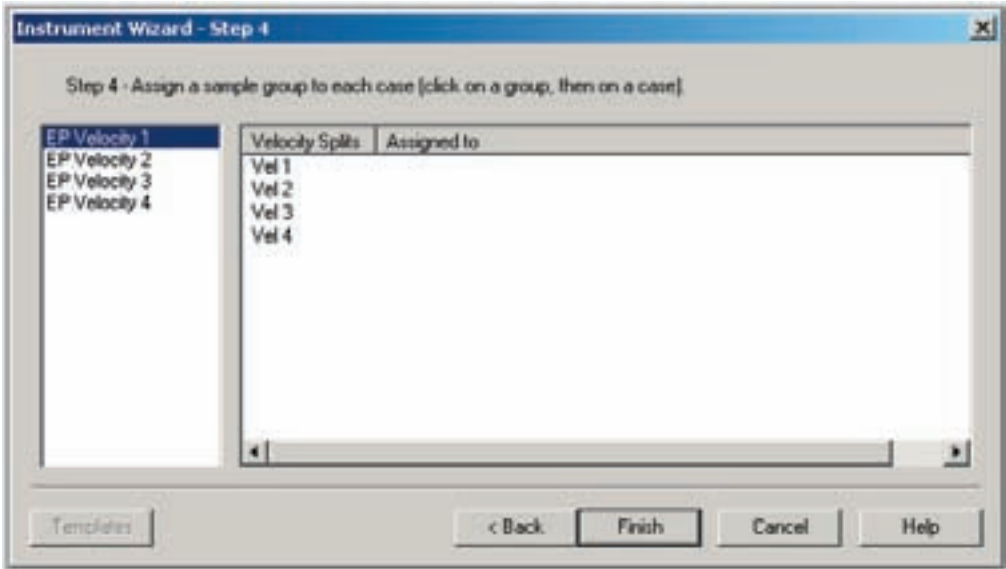 Instrument Wizard - Step 4
Step 4 - Assign a sample group to each case (click on a group, then on a case).
EP Velocity 1
EP Velocity 2
EP Velocity 3
EP Velocity 4
Velocity Splits Assigned to
Vel 1
Vel 2
Vel 3
Vel 4
Templates
< Back
Finish
Cancel
Help